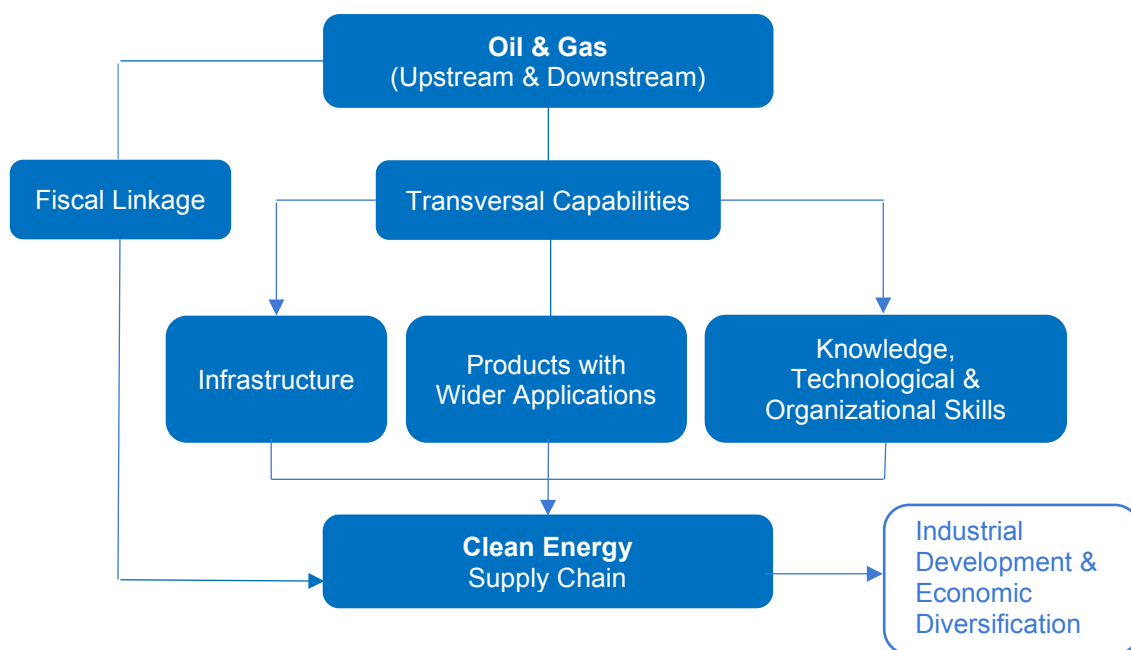 Oil & Gas
(Upstream & Downstream)
Fiscal Linkage
Transversal Capabilities
Infrastructure
Products with
Wider Applications
Knowledge,
Technological &
Organizational Skills
Clean Energy
Supply Chain
Industrial
Development &
Economic
Diversification